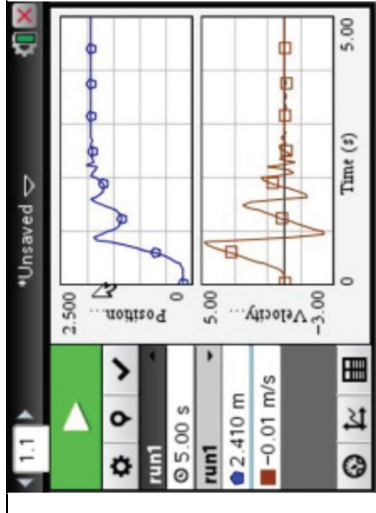 1.1
*Unsaved
run1
5.00 s
run1
2.410 m
-0.01 m/s
2.500
Position...
0
5.00
Velocity...
-3.00
0
Time (s)
5.00